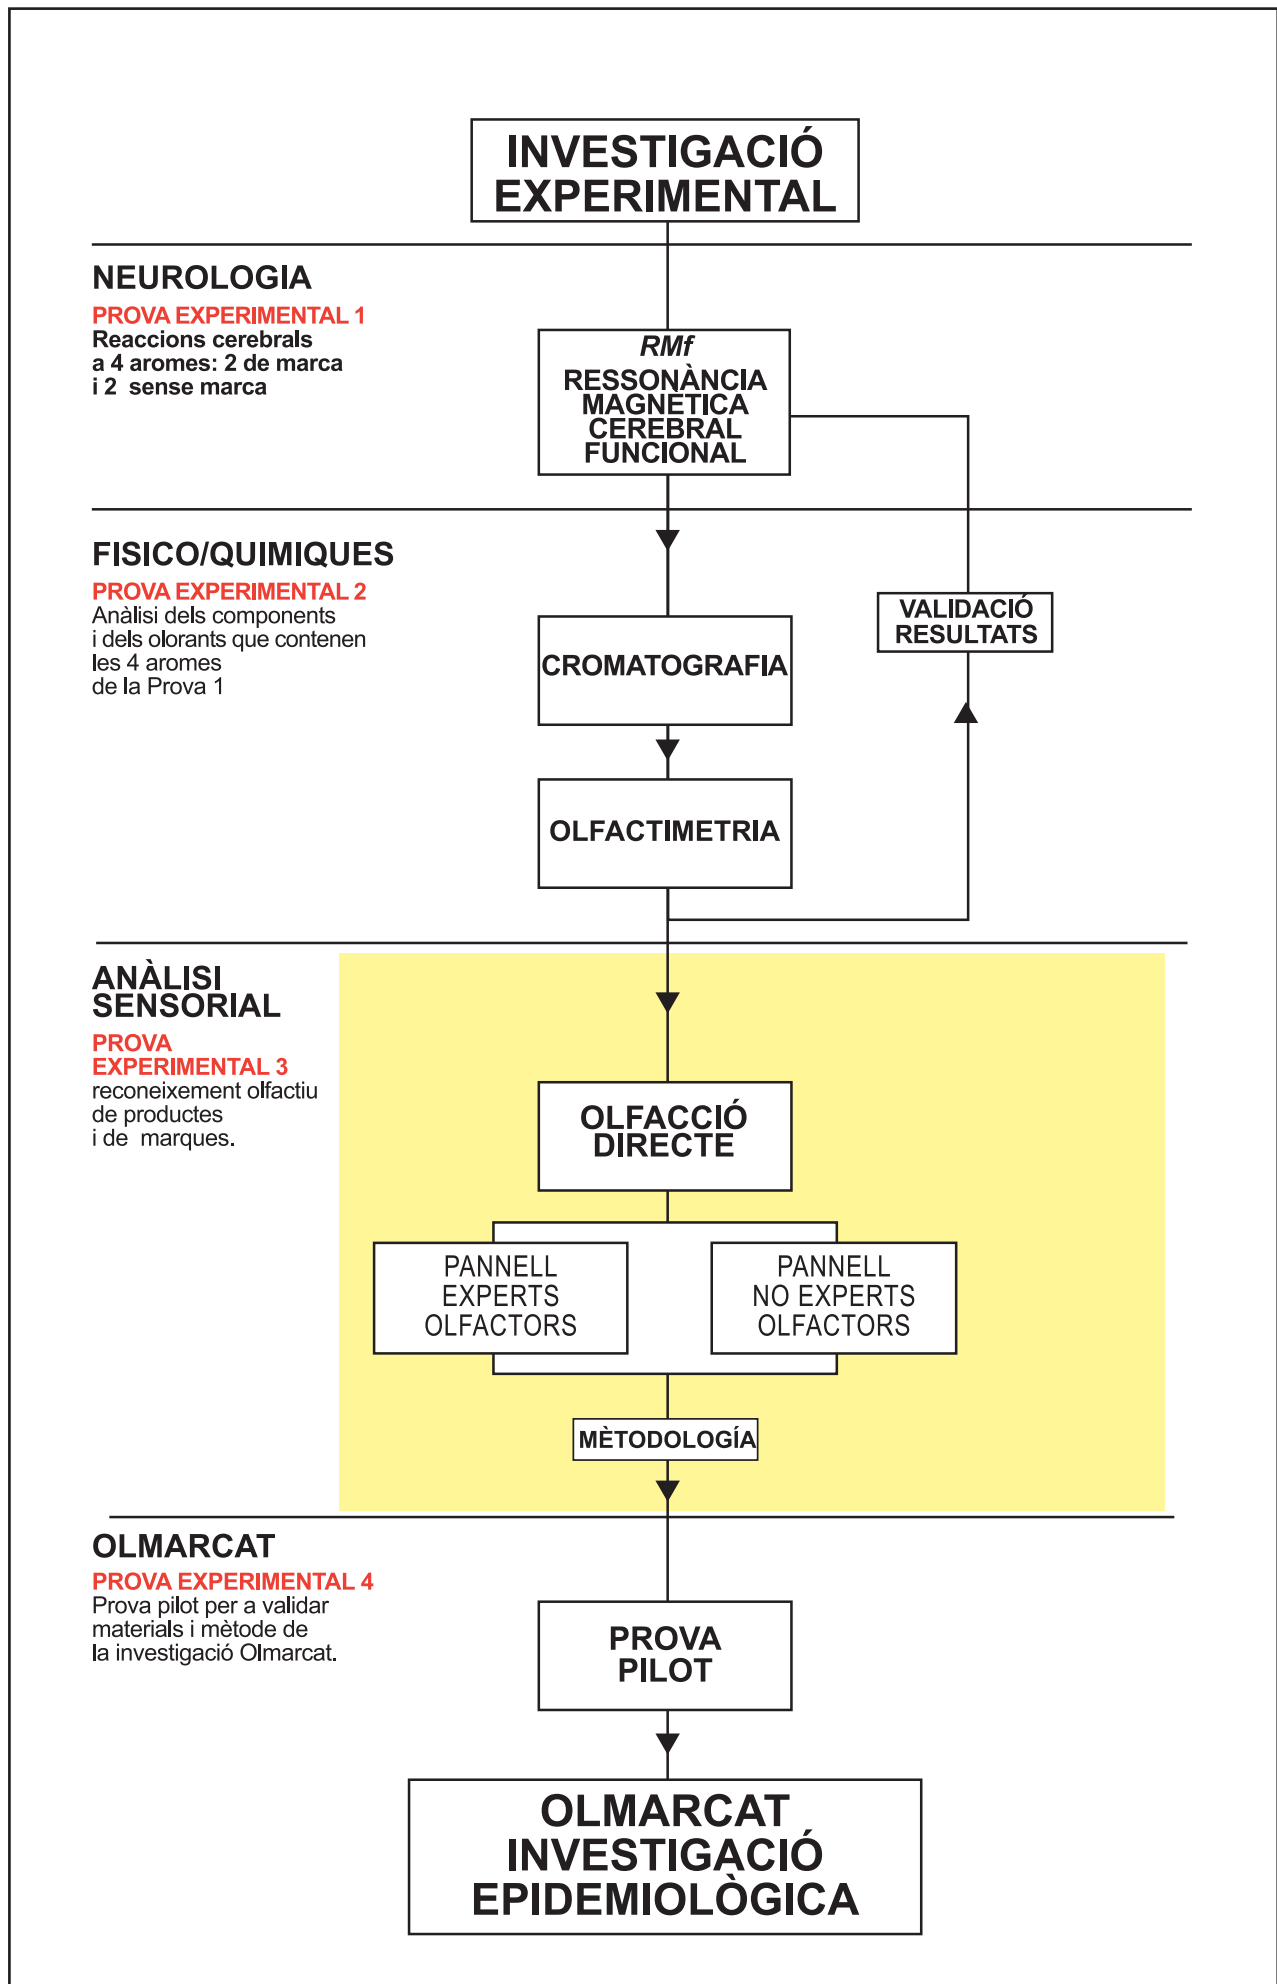 INVESTIGACIÓ
EXPERIMENTAL
NEUROLOGIA
PROVA EXPERIMENTAL 1
Reaccions cerebrals
a 4 aromes: 2 de marca
i 2 sense marca
RMf
RESSONÀNCIA
MAGNÈTICA
CEREBRAL
FUNCIONAL
FISICO/QUIMIQUES
PROVA EXPERIMENTAL 2
Anàlisi dels components
i dels olorants que contenen
les 4 aromes
de la Prova 1
VALIDACIÓ
RESULTATS
CROMATOGRAFIA
OLFACTIMETRIA
ANÀLISI
SENSORIAL
PROVA
EXPERIMENTAL 3
reconeixement olfactiu
de productes
i de marques.
OLFACCIÓ
DIRECTE
PANNELL
EXPERTS
OLFACTORS
PANNELL
NO EXPERTS
OLFACTORS
MÈTODOLOGÍA
OLMARCAT
PROVA EXPERIMENTAL 4
Prova pilot per a validar
materials i mètode de
la investigació Olmarcat.
PROVA
PILOT
OLMARCAT
INVESTIGACIÓ
EPIDEMIOLÒGICA